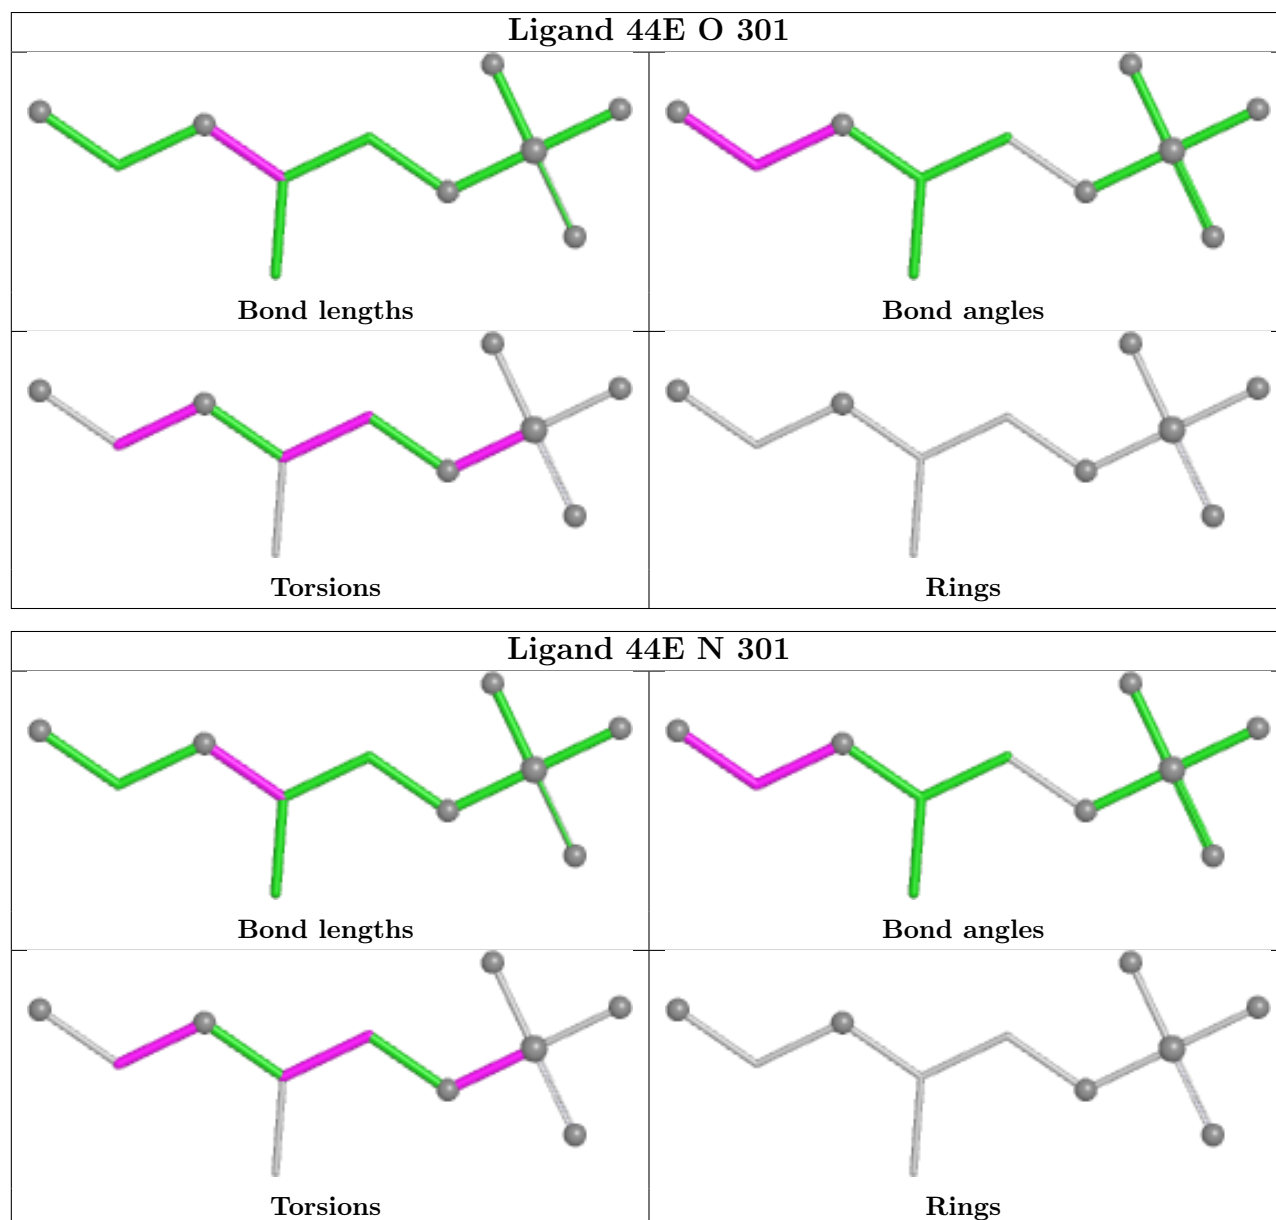 Ligand 44E O 301
Bond lengths
Bond angles
Torsions
Rings
Ligand 44E N 301
Bond lengths
Bond angles
Torsions
Rings